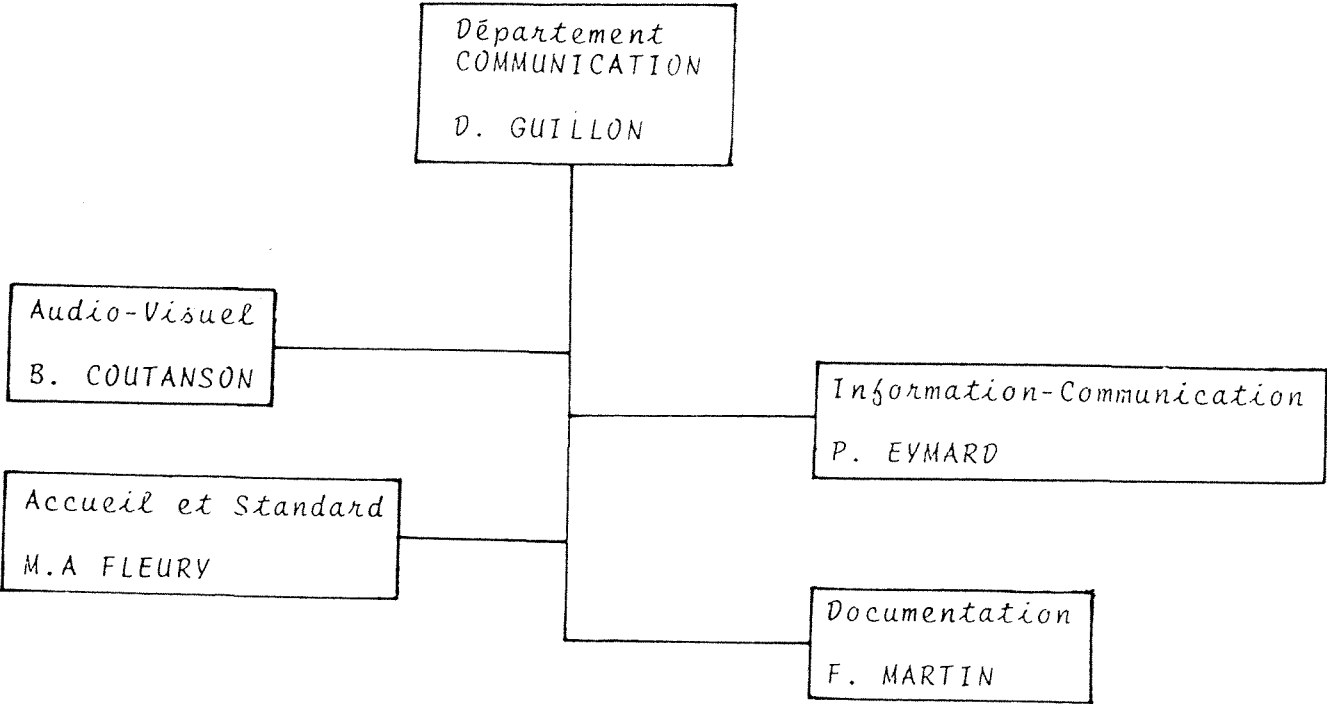 Département
COMMUNICATION
D. GUILLON
Audio-Visuel
B. COUTANSON
Information-Communication
P. EYMARD
Accueil et Standard
M.A FLEURY
Documentation
F. MARTIN